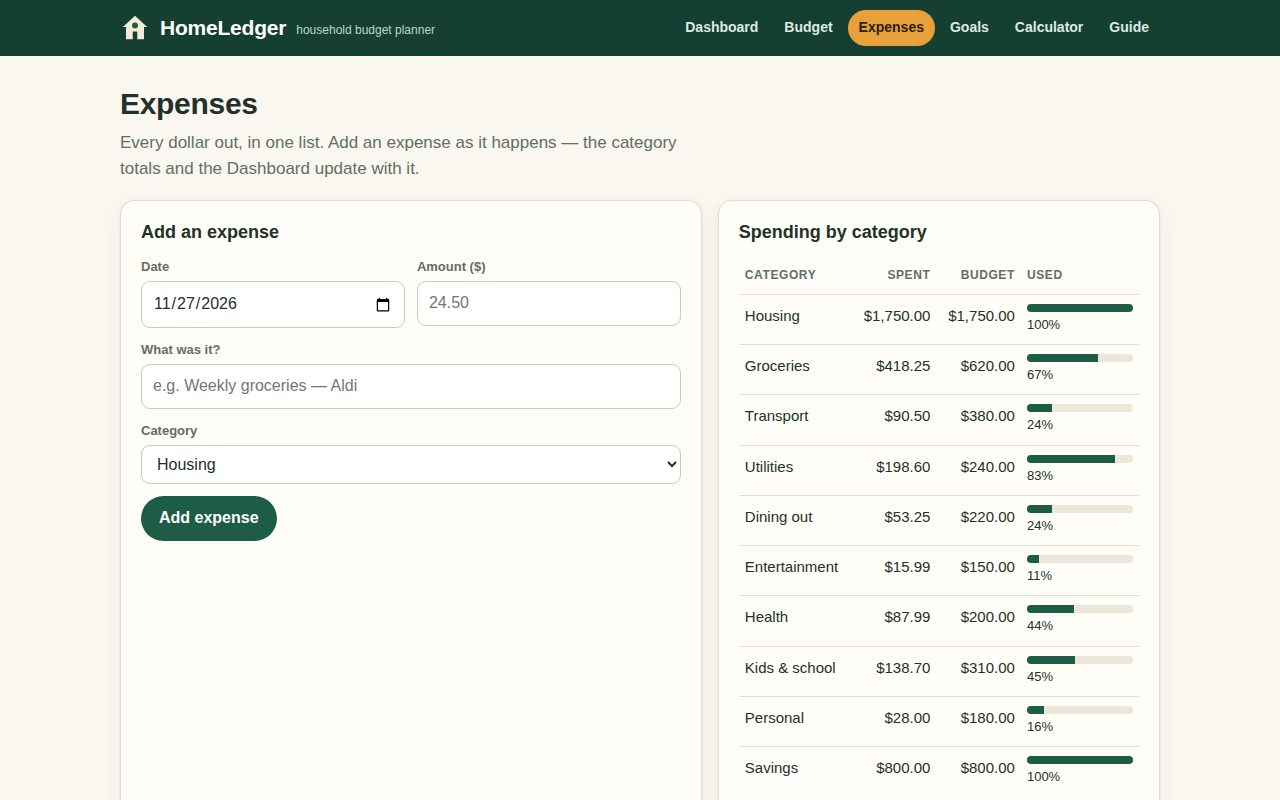 HomeLedger household budget planner
Dashboard Budget Expenses Goals Calculator Guide
Expenses
Every dollar out, in one list. Add an expense as it happens — the category
totals and the Dashboard update with it.
Add an expense
Date Amount ($)
11/27/2026 24.50
What was it?
e.g. Weekly groceries — Aldi
Category
Housing
Add expense
Spending by category
CATEGORY SPENT BUDGET USED
Housing $1,750.00 $1,750.00 100%
Groceries $418.25 $620.00 67%
Transport $90.50 $380.00 24%
Utilities $198.60 $240.00 83%
Dining out $53.25 $220.00 24%
Entertainment $15.99 $150.00 11%
Health $87.99 $200.00 44%
Kids & school $138.70 $310.00 45%
Personal $28.00 $180.00 16%
Savings $800.00 $800.00 100%